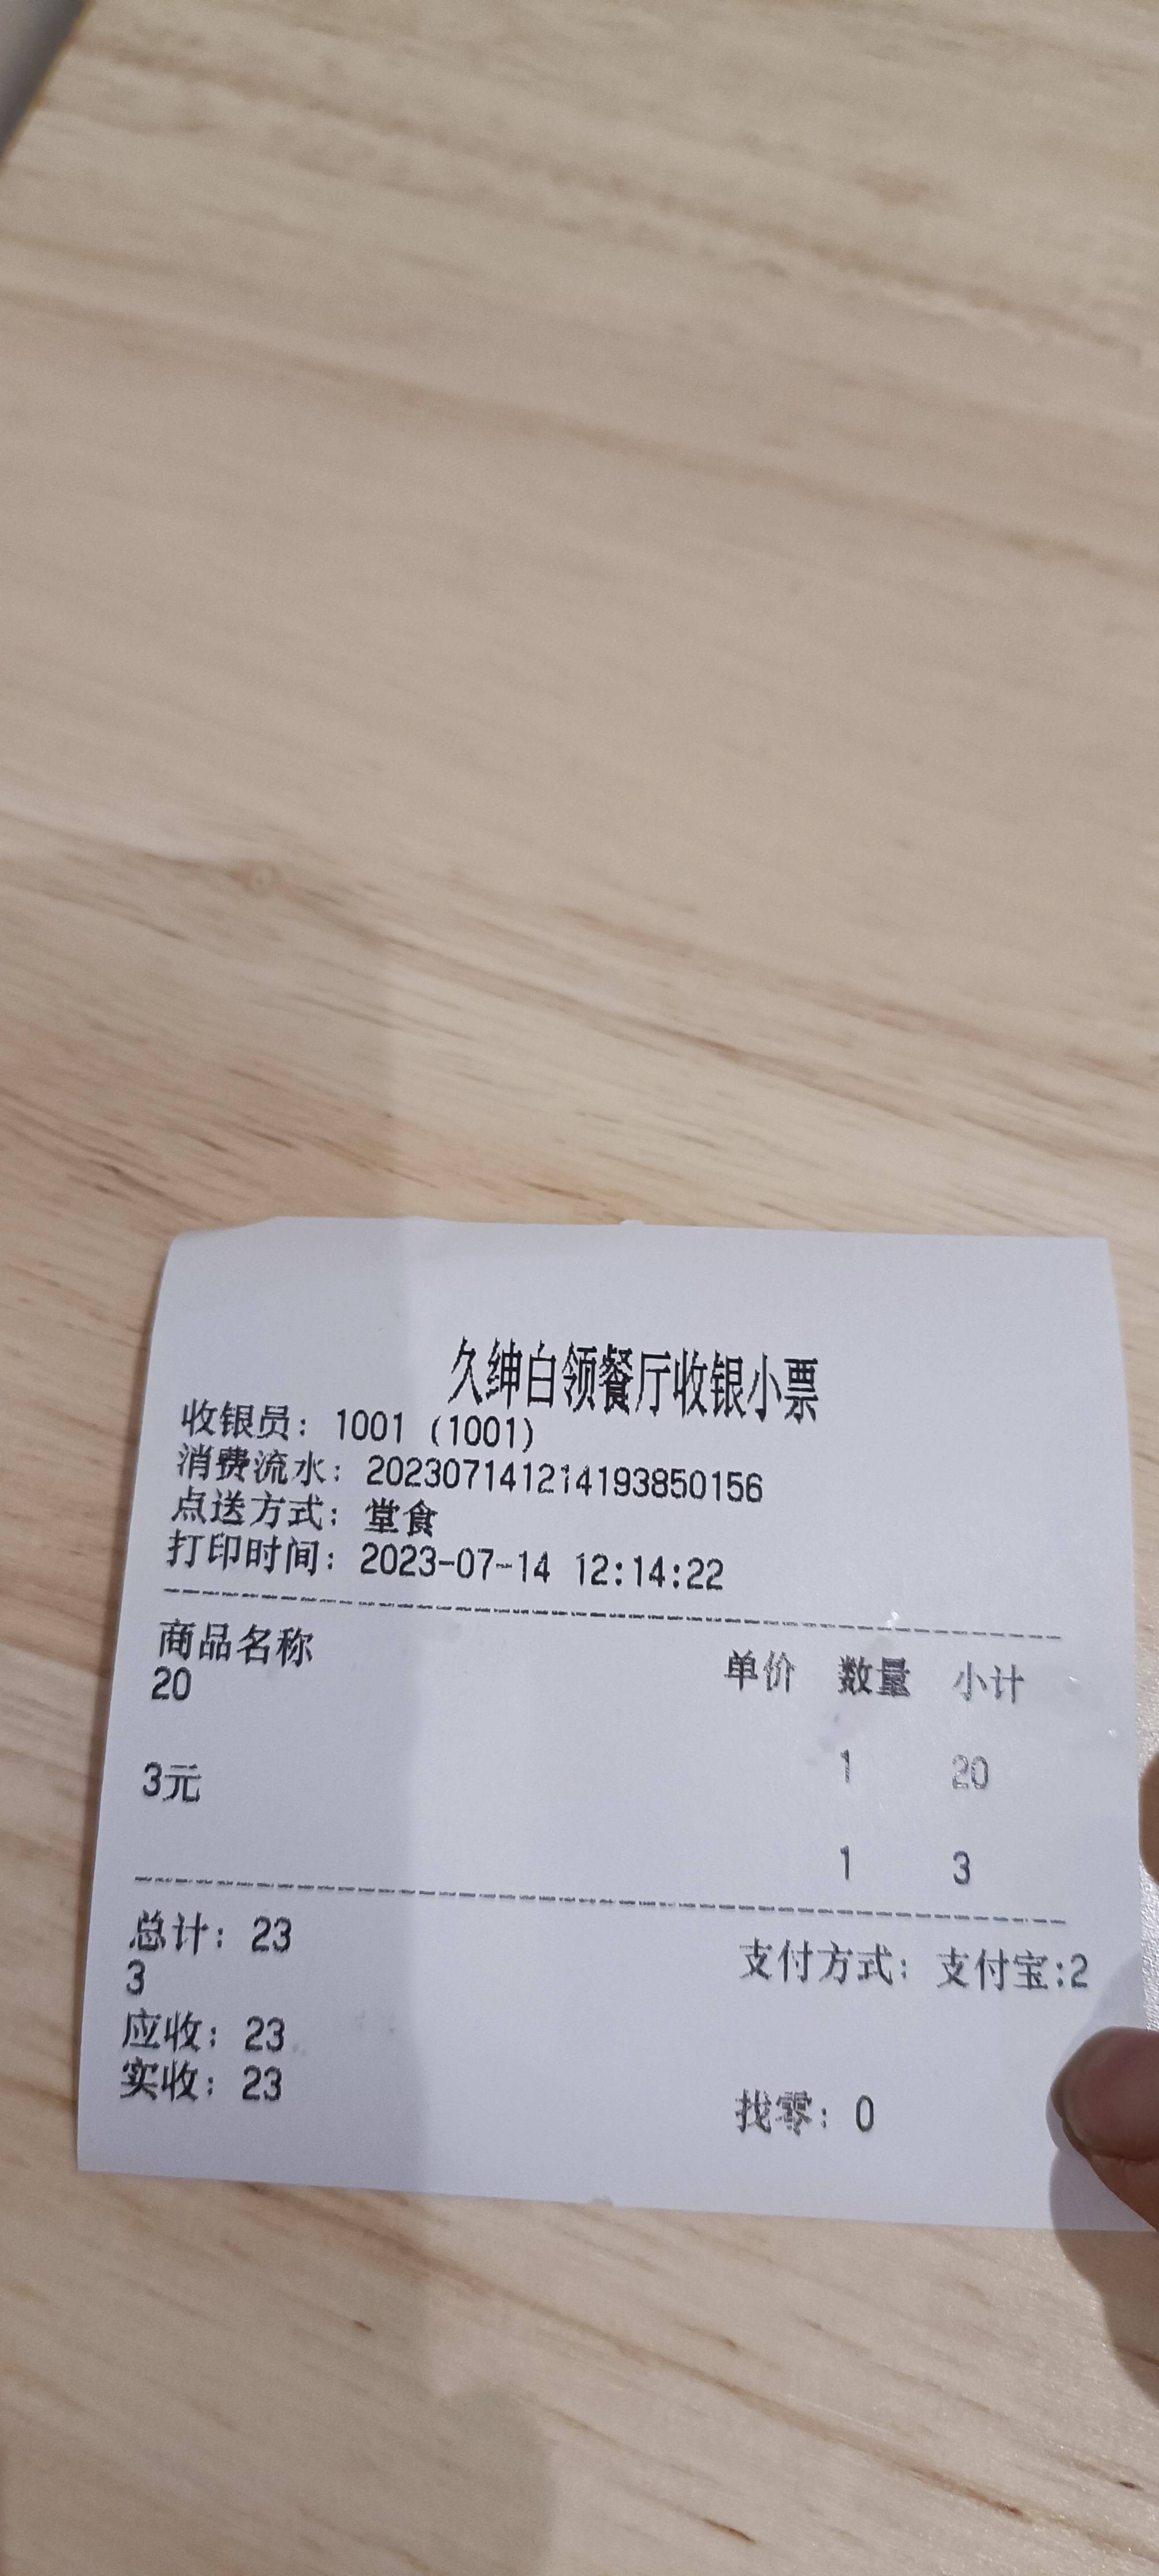 久绅白领餐厅收银小票
收银员：1001 (1001)
消费流水：202307141214193850156
点送方式：堂食
打印时间：2023-07-14 12:14:22
商品名称 单价 数量 小计
20
1 20
3元
1 3
总计：23 支付方式：支付宝:2
3
应收：23
实收：23 找零：0